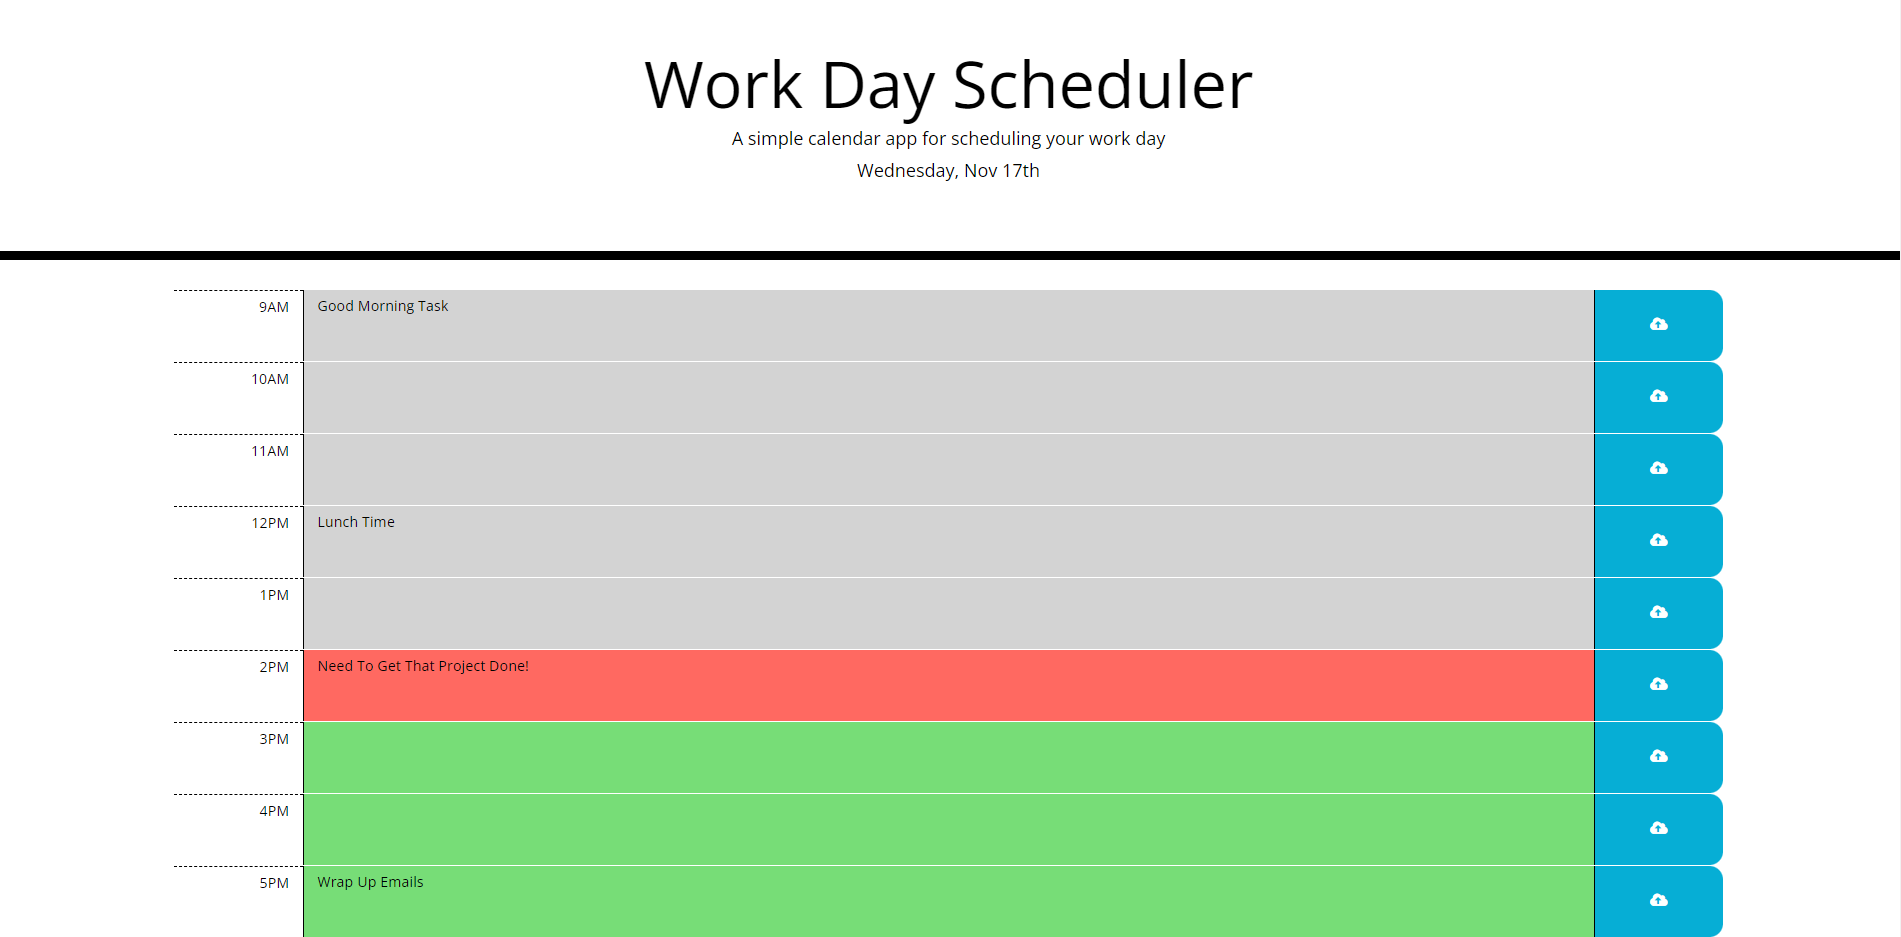 Work Day Scheduler
A simple calendar app for scheduling your work day
Wednesday, Nov 17th
9AM Good Morning Task
10AM
11AM
12PM Lunch Time
1PM
2PM Need To Get That Project Done!
3PM
4PM
5PM Wrap Up Emails